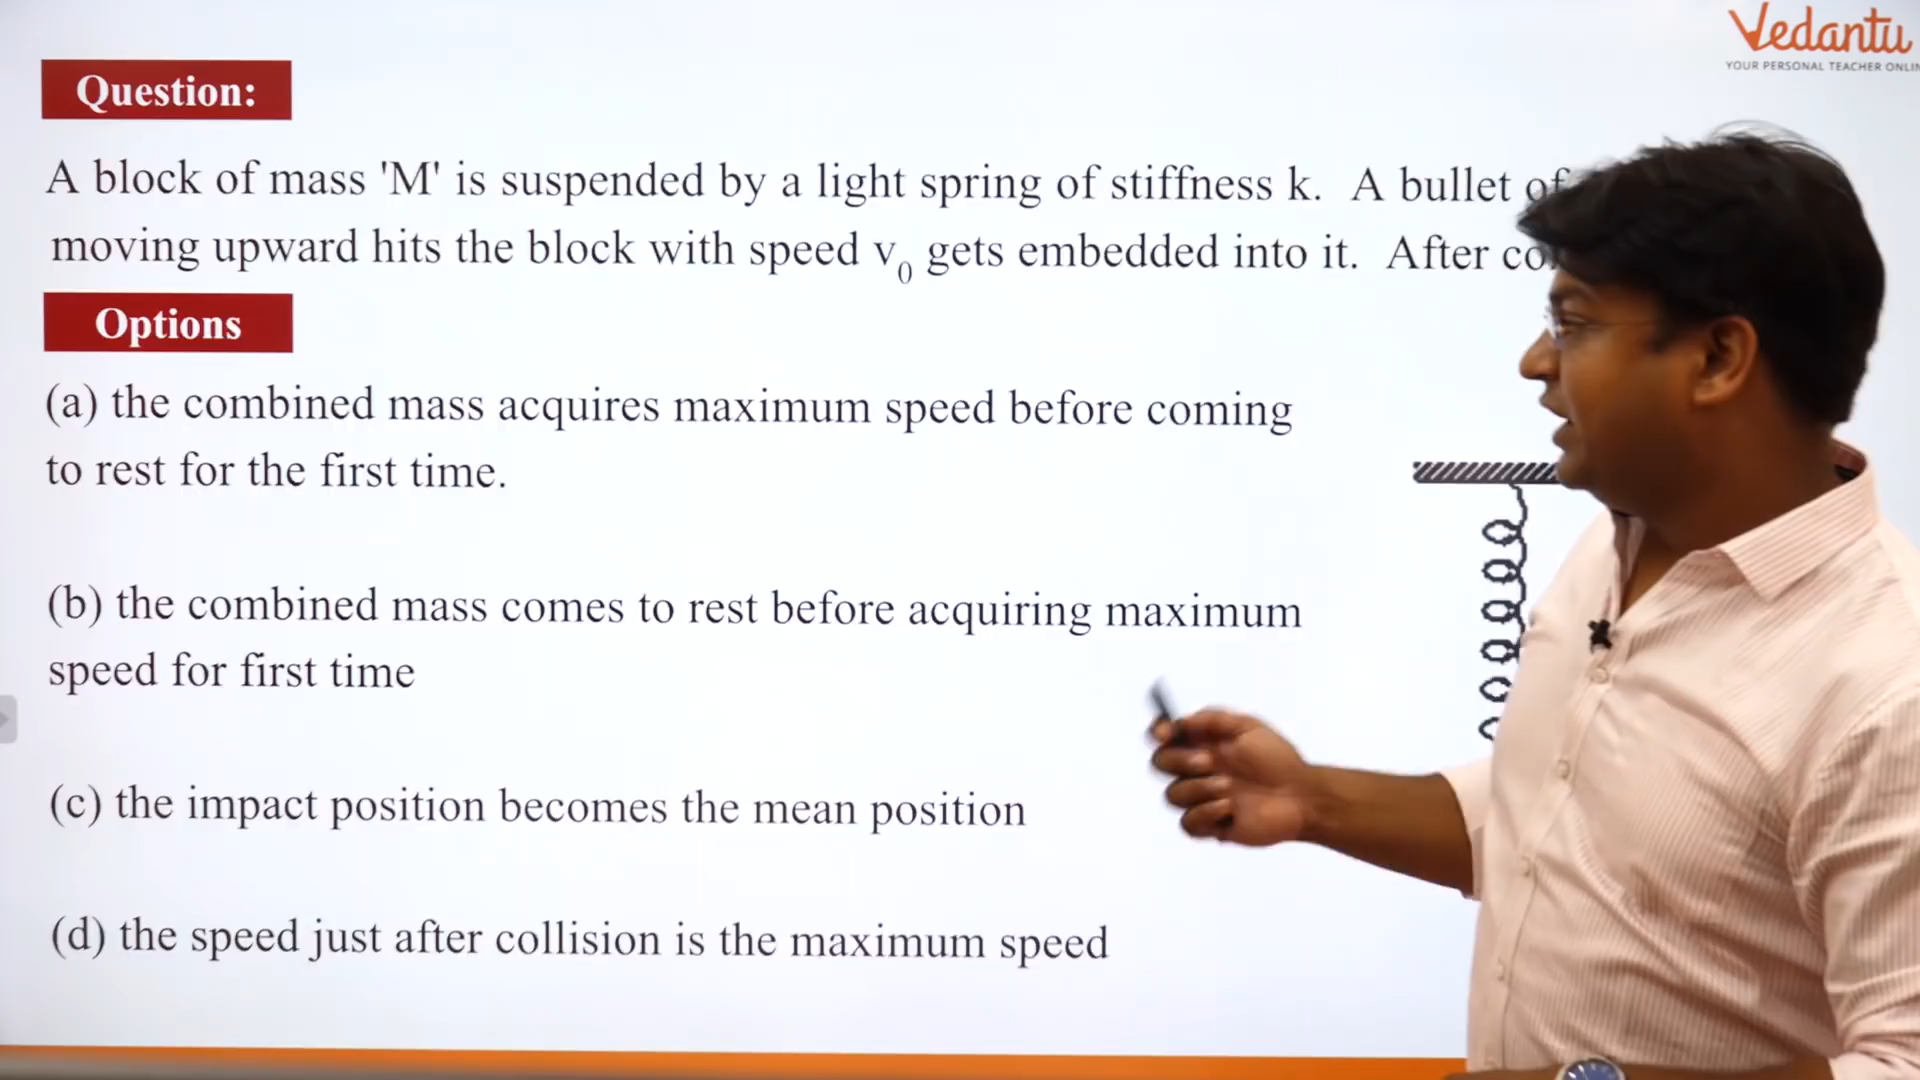 Vedantu
YOUR PERSONAL TEACHER
Question:
A block of mass 'M' is suspended by a light spring of stiffness k. A bullet of
moving upward hits the block with speed v₀ gets embedded into it. After
Options
(a) the combined mass acquires maximum speed before coming
to rest for the first time.
(b) the combined mass comes to rest before acquiring maximum
speed for first time
(c) the impact position becomes the mean position
(d) the speed just after collision is the maximum speed